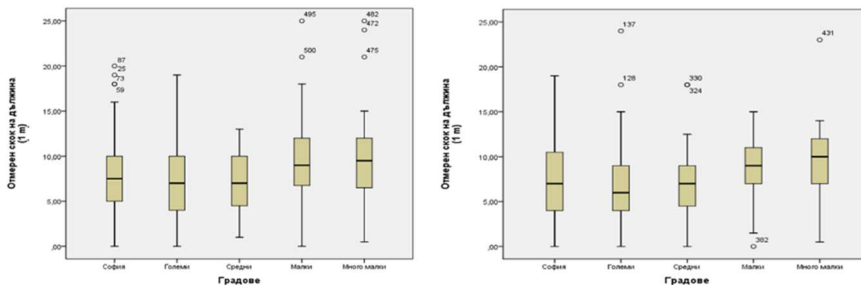 Отмерен скок на дължина
(1 m)
25,00
20,00
15,00
10,00
5,00
,00
87
25
73
59
495
500
482
472
475
София
Големи
Средни
Малки
Много малки
Градове
Отмерен скок на дължина
(1 m)
25,00
20,00
15,00
10,00
5,00
,00
137
128
330
324
302
431
София
Големи
Средни
Малки
Много малки
Градове